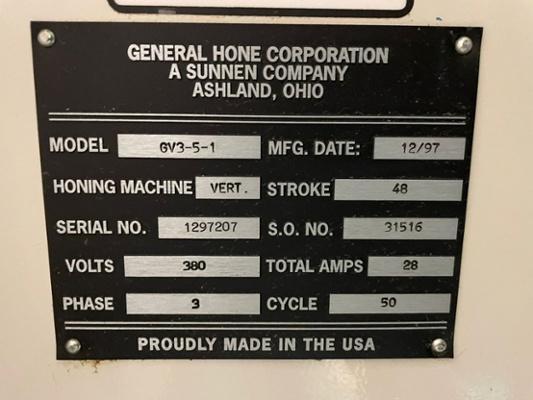 GENERAL HONE CORPORATION
A SUNNEN COMPANY
ASHLAND, OHIO
MODEL GV3-5-1 MFG. DATE: 12/97
HONING MACHINE VERT. STROKE 48
SERIAL NO. 1297207 S.O. NO. 31516
VOLTS 380 TOTAL AMPS 28
PHASE 3 CYCLE 50
PROUDLY MADE IN THE USA